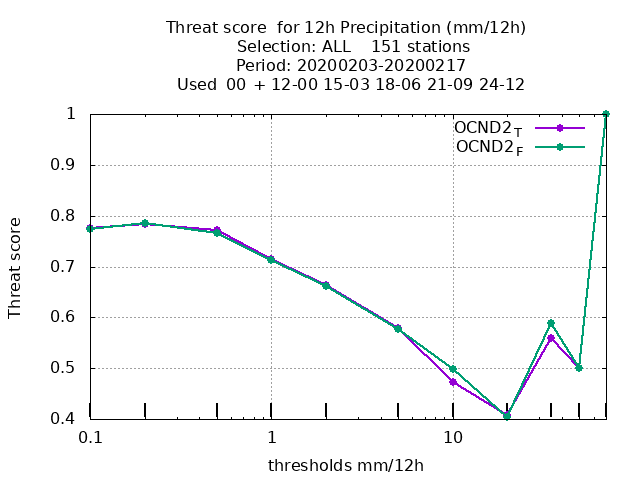 Threat score  for 12h Precipitation (mm/12h)
Selection: ALL    151 stations
Period: 20200203-20200217
Used  00 + 12-00 15-03 18-06 21-09 24-12
OCND2_T
OCND2_F
Threat score
1
0.9
0.8
0.7
0.6
0.5
0.4
0.1 1 10
thresholds mm/12h